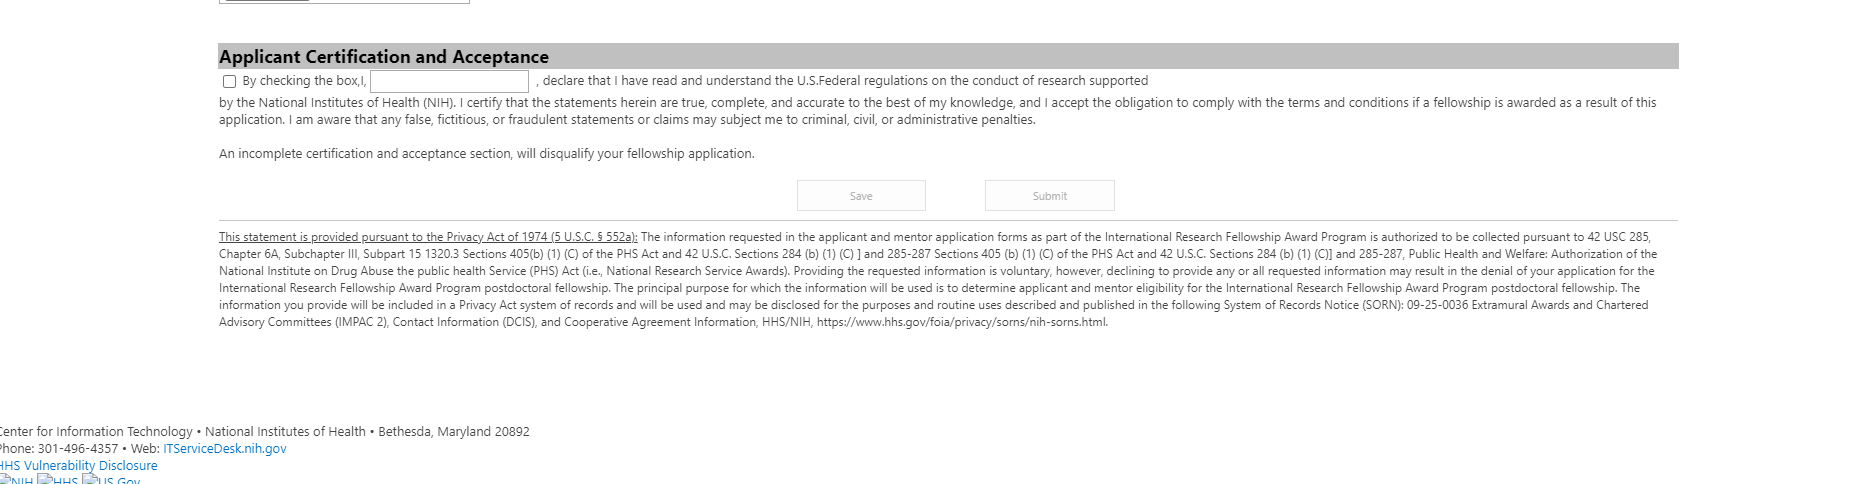 Applicant Certification and Acceptance
By checking the box,I, , declare that I have read and understand the U.S.Federal regulations on the conduct of research supported
by the National Institutes of Health (NIH). I certify that the statements herein are true, complete, and accurate to the best of my knowledge, and I accept the obligation to comply with the terms and conditions if a fellowship is awarded as a result of this
application. I am aware that any false, fictitious, or fraudulent statements or claims may subject me to criminal, civil, or administrative penalties.
An incomplete certification and acceptance section, will disqualify your fellowship application.
Save Submit
This statement is provided pursuant to the Privacy Act of 1974 (5 U.S.C. § 552a): The information requested in the applicant and mentor application forms as part of the International Research Fellowship Award Program is authorized to be collected pursuant to 42 USC 285,
Chapter 6A, Subchapter III, Subpart 15 1320.3 Sections 405(b) (1) (C) of the PHS Act and 42 U.S.C. Sections 284 (b) (1) (C) ] and 285-287 Sections 405 (b) (1) (C) of the PHS Act and 42 U.S.C. Sections 284 (b) (1) (C)] and 285-287, Public Health and Welfare: Authorization of the
National Institute on Drug Abuse the public health Service (PHS) Act (i.e., National Research Service Awards). Providing the requested information is voluntary, however, declining to provide any or all requested information may result in the denial of your application for the
International Research Fellowship Award Program postdoctoral fellowship. The principal purpose for which the information will be used is to determine applicant and mentor eligibility for the International Research Fellowship Award Program postdoctoral fellowship. The
information you provide will be included in a Privacy Act system of records and will be used and may be disclosed for the purposes and routine uses described and published in the following System of Records Notice (SORN): 09-25-0036 Extramural Awards and Chartered
Advisory Committees (IMPAC 2), Contact Information (DCIS), and Cooperative Agreement Information, HHS/NIH, https://www.hhs.gov/foia/privacy/sorns/nih-sorns.html.
Center for Information Technology • National Institutes of Health • Bethesda, Maryland 20892
Phone: 301-496-4357 • Web: ITServiceDesk.nih.gov
HHS Vulnerability Disclosure
NIH HHS US Gov